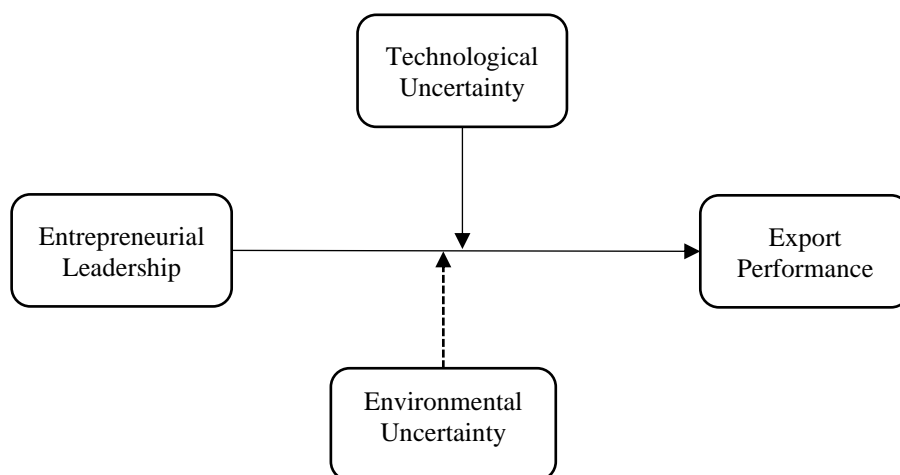 Technological
Uncertainty
Entrepreneurial
Leadership
Export
Performance
Environmental
Uncertainty